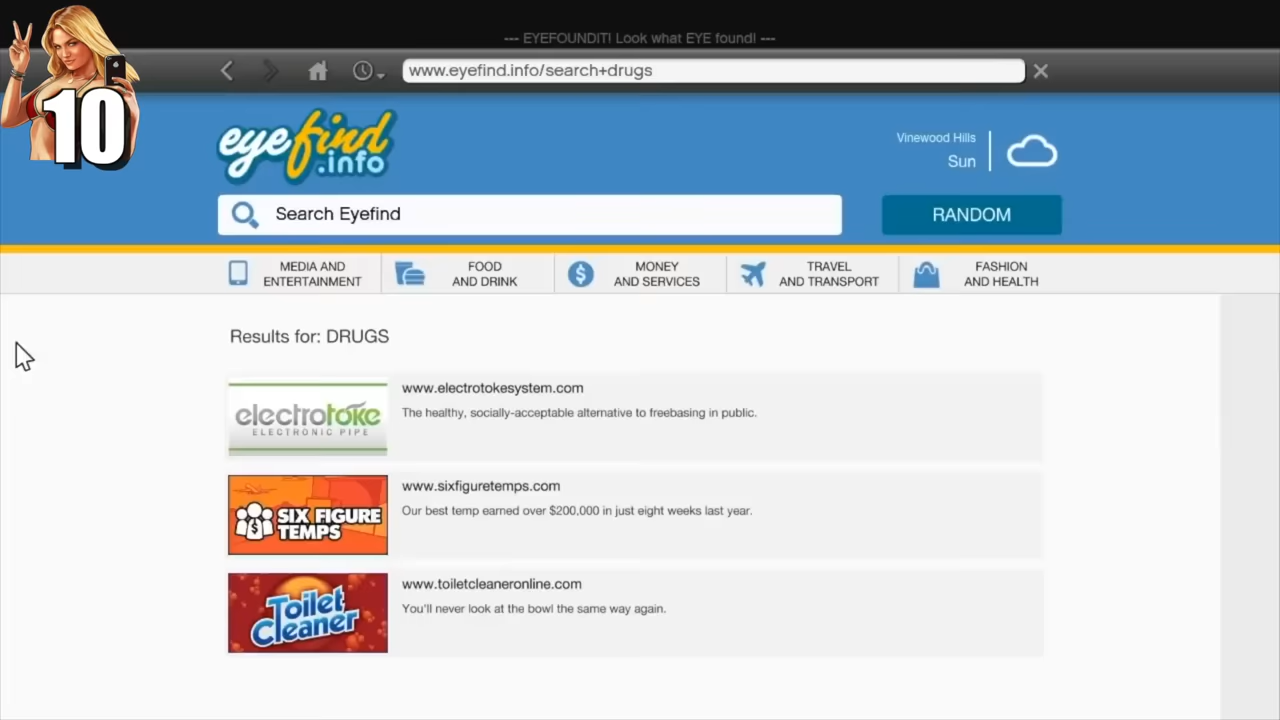 --- EYEFOUNDIT! Look what EYE found! ---
10
www.eyefind.info/search+drugs
eyefind
.info
Vinewood Hills
Sun
Search Eyefind
RANDOM
MEDIA AND
ENTERTAINMENT
FOOD
AND DRINK
MONEY
AND SERVICES
TRAVEL
AND TRANSPORT
FASHION
AND HEALTH
Results for: DRUGS
electrotoke
ELECTRONIC PIPE
www.electrotokesystem.com
The healthy, socially-acceptable alternative to freebasing in public.
SIX FIGURE
TEMPS
www.sixfiguretemps.com
Our best temp earned over $200,000 in just eight weeks last year.
Toilet
Cleaner
www.toiletcleaneronline.com
You'll never look at the bowl the same way again.